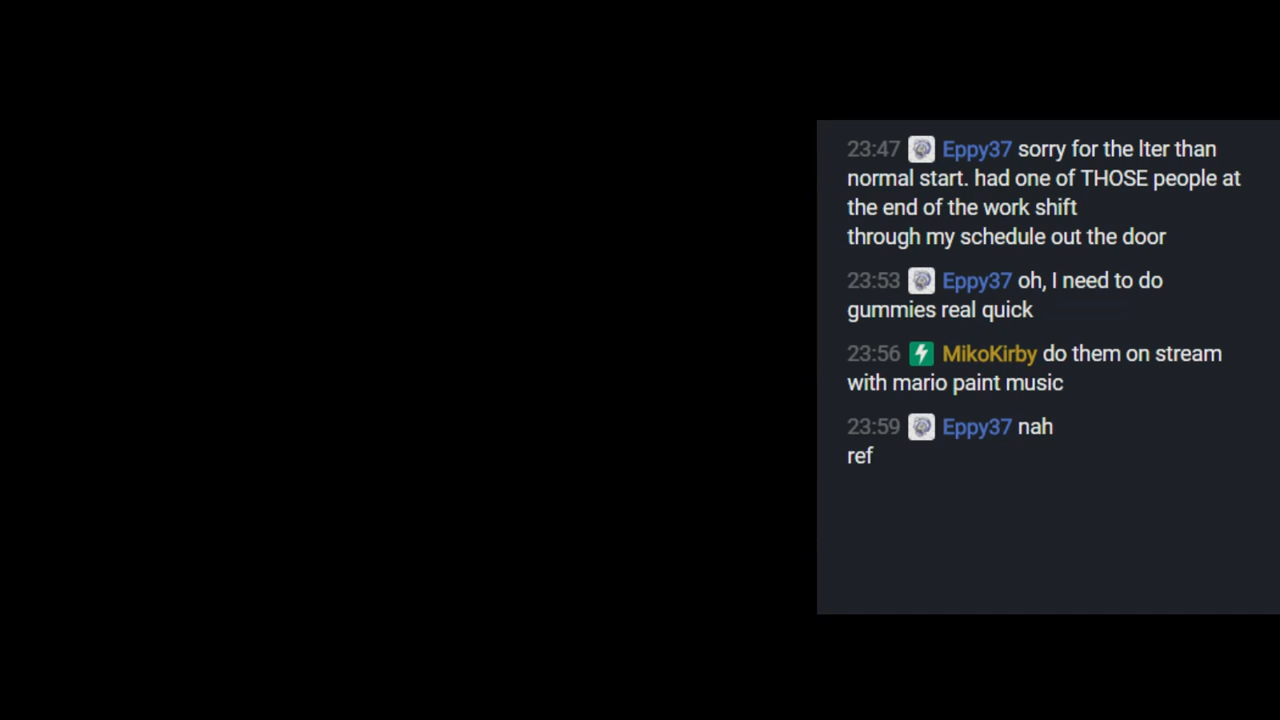 23:47 Eppy37 sorry for the lter than
normal start. had one of THOSE people at
the end of the work shift
through my schedule out the door
23:53 Eppy37 oh, I need to do
gummies real quick
23:56 MikoKirby do them on stream
with mario paint music
23:59 Eppy37 nah
ref